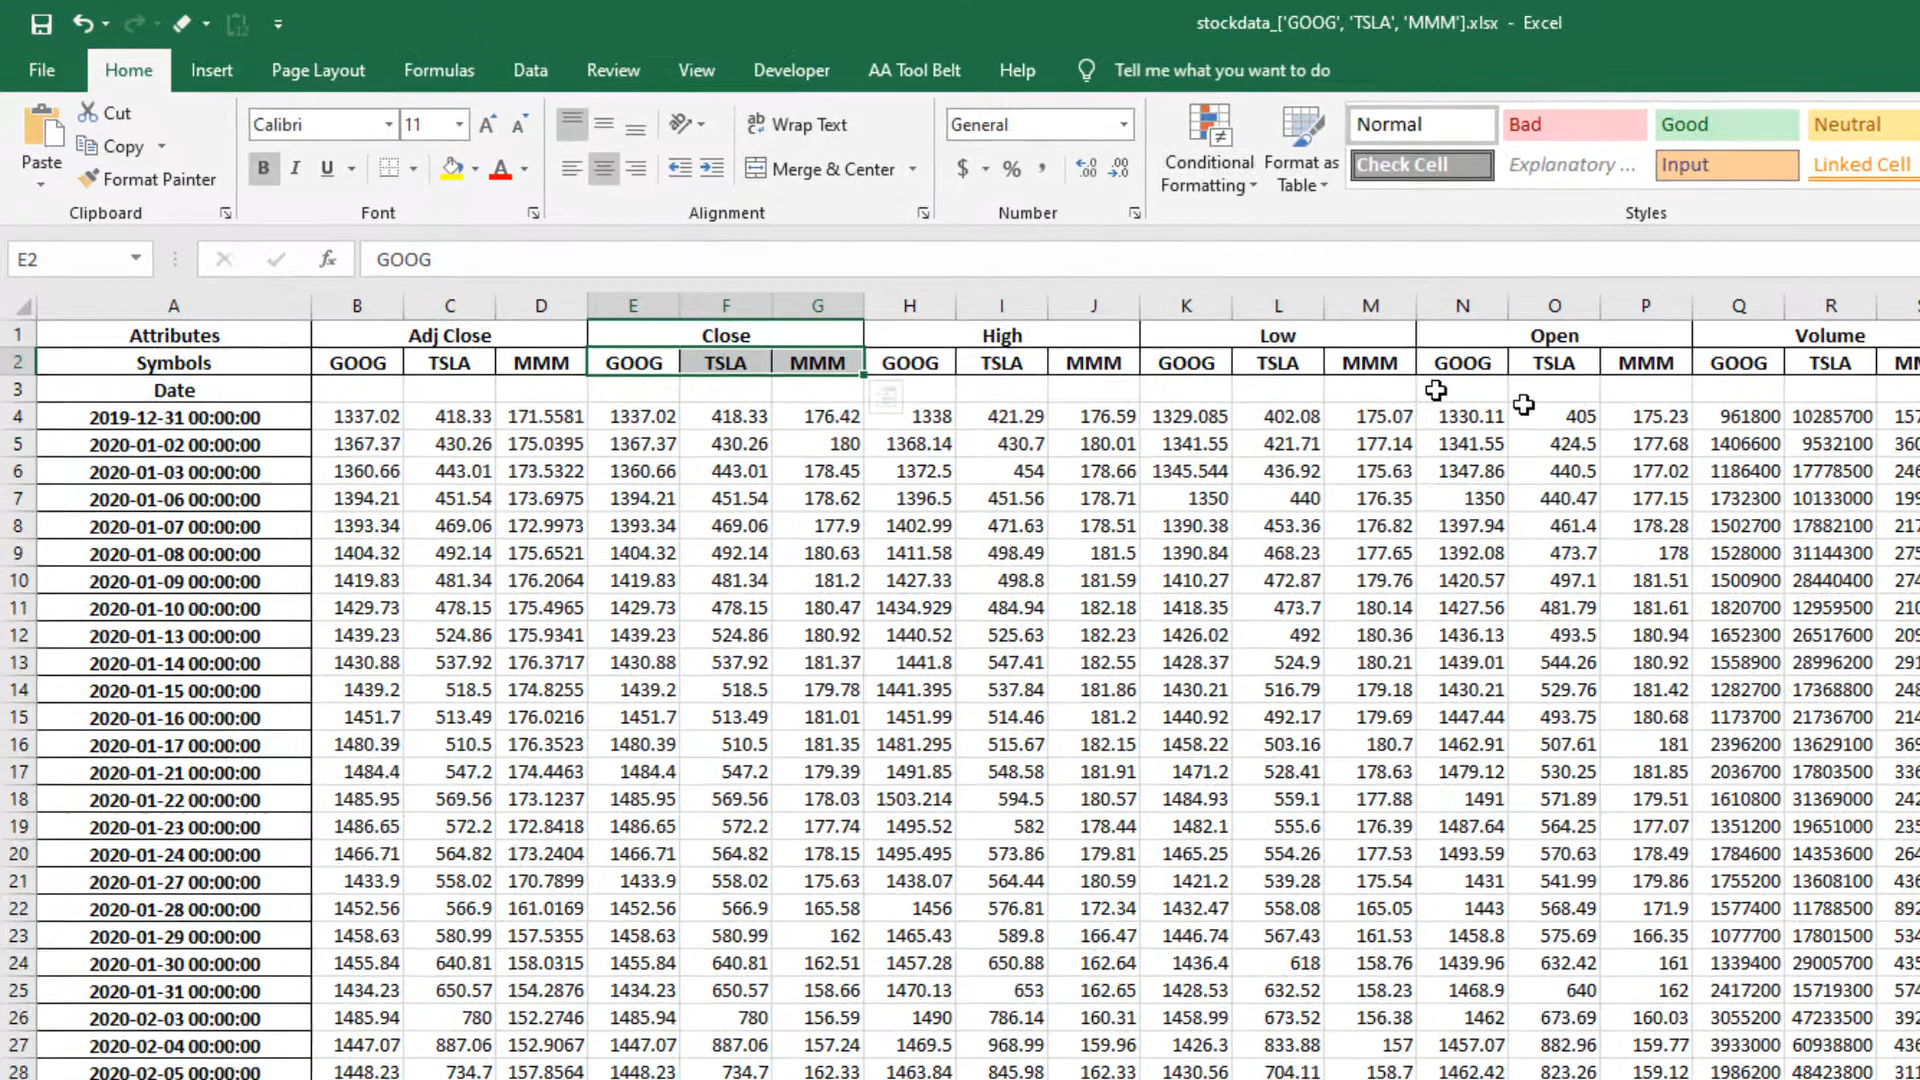 stockdata_['GOOG', 'TSLA', 'MMM'].xlsx - Excel
File Home Insert Page Layout Formulas Data Review View Developer AA Tool Belt Help Tell me what you want to do
Paste
Cut
Copy
Format Painter
Calibri 11
B I U
Wrap Text
Merge & Center
General
$ % ,
Conditional Formatting
Format as Table
Normal Bad Good Neutral
Check Cell Explanatory ... Input Linked Cell
Clipboard Font Alignment Number Styles
E2 fx GOOG
A B C D E F G H I J K L M N O P Q R
1 Attributes Adj Close Close High Low Open Volume
2 Symbols GOOG TSLA MMM GOOG TSLA MMM GOOG TSLA MMM GOOG TSLA MMM GOOG TSLA MMM GOOG TSLA
3 Date
4 2019-12-31 00:00:00 1337.02 418.33 171.5581 1337.02 418.33 176.42 1338 421.29 176.59 1329.085 402.08 175.07 1330.11 405 175.23 961800 10285700
5 2020-01-02 00:00:00 1367.37 430.26 175.0395 1367.37 430.26 180 1368.14 430.7 180.01 1341.55 421.71 177.14 1341.55 424.5 177.68 1406600 9532100
6 2020-01-03 00:00:00 1360.66 443.01 173.5322 1360.66 443.01 178.45 1372.5 454 178.66 1345.544 436.92 175.63 1347.86 440.5 177.02 1186400 17778500
7 2020-01-06 00:00:00 1394.21 451.54 173.6975 1394.21 451.54 178.62 1396.5 451.56 178.71 1350 440 176.35 1350 440.47 177.15 1732300 10133000
8 2020-01-07 00:00:00 1393.34 469.06 172.9973 1393.34 469.06 177.9 1402.99 471.63 178.51 1390.38 453.36 176.82 1397.94 461.4 178.28 1502700 17882100
9 2020-01-08 00:00:00 1404.32 492.14 175.6521 1404.32 492.14 180.63 1411.58 498.49 181.5 1390.84 468.23 177.65 1392.08 473.7 178 1528000 31144300
10 2020-01-09 00:00:00 1419.83 481.34 176.2064 1419.83 481.34 181.2 1427.33 498.8 181.59 1410.27 472.87 179.76 1420.57 497.1 181.51 1500900 28440400
11 2020-01-10 00:00:00 1429.73 478.15 175.4965 1429.73 478.15 180.47 1434.929 484.94 182.18 1418.35 473.7 180.14 1427.56 481.79 181.61 1820700 12959500
12 2020-01-13 00:00:00 1439.23 524.86 175.9341 1439.23 524.86 180.92 1440.52 525.63 182.23 1426.02 492 180.36 1436.13 493.5 180.94 1652300 26517600
13 2020-01-14 00:00:00 1430.88 537.92 176.3717 1430.88 537.92 181.37 1441.8 547.41 182.55 1428.37 524.9 180.21 1439.01 544.26 180.92 1558900 28996200
14 2020-01-15 00:00:00 1439.2 518.5 174.8255 1439.2 518.5 179.78 1441.395 537.84 181.86 1430.21 516.79 179.18 1430.21 529.76 181.42 1282700 17368800
15 2020-01-16 00:00:00 1451.7 513.49 176.0216 1451.7 513.49 181.01 1451.99 514.46 181.2 1440.92 492.17 179.69 1447.44 493.75 180.68 1173700 21736700
16 2020-01-17 00:00:00 1480.39 510.5 176.3523 1480.39 510.5 181.35 1481.295 515.67 182.15 1458.22 503.16 180.7 1462.91 507.61 181 2396200 13629100
17 2020-01-21 00:00:00 1484.4 547.2 174.4463 1484.4 547.2 179.39 1491.85 548.58 181.91 1471.2 528.41 178.63 1479.12 530.25 181.85 2036700 17803500
18 2020-01-22 00:00:00 1485.95 569.56 173.1237 1485.95 569.56 178.03 1503.214 594.5 180.57 1484.93 559.1 177.88 1491 571.89 179.51 1610800 31369000
19 2020-01-23 00:00:00 1486.65 572.2 172.8418 1486.65 572.2 177.74 1495.52 582 178.44 1482.1 555.6 176.39 1487.64 564.25 177.07 1351200 19651000
20 2020-01-24 00:00:00 1466.71 564.82 173.2404 1466.71 564.82 178.15 1495.495 573.86 179.81 1465.25 554.26 177.53 1493.59 570.63 178.49 1784600 14353600
21 2020-01-27 00:00:00 1433.9 558.02 170.7899 1433.9 558.02 175.63 1438.07 564.44 180.59 1421.2 539.28 175.54 1431 541.99 179.86 1755200 13608100
22 2020-01-28 00:00:00 1452.56 566.9 161.0169 1452.56 566.9 165.58 1456 576.81 172.34 1432.47 558.08 165.05 1443 568.49 171.9 1577400 11788500
23 2020-01-29 00:00:00 1458.63 580.99 157.5355 1458.63 580.99 162 1465.43 589.8 166.47 1446.74 567.43 161.53 1458.8 575.69 166.35 1077700 17801500
24 2020-01-30 00:00:00 1455.84 640.81 158.0315 1455.84 640.81 162.51 1457.28 650.88 162.64 1436.4 618 158.76 1439.96 632.42 161 1339400 29005700
25 2020-01-31 00:00:00 1434.23 650.57 154.2876 1434.23 650.57 158.66 1470.13 653 162.65 1428.53 632.52 158.23 1468.9 640 162 2417200 15719300
26 2020-02-03 00:00:00 1485.94 780 152.2746 1485.94 780 156.59 1490 786.14 160.31 1458.99 673.52 156.38 1462 673.69 160.03 3055200 47233500
27 2020-02-04 00:00:00 1447.07 887.06 152.9067 1447.07 887.06 157.24 1469.5 968.99 159.96 1426.3 833.88 157 1457.07 882.96 159.77 3933000 60938800
28 2020-02-05 00:00:00 1448.23 734.7 157.8564 1448.23 734.7 162.33 1463.84 845.98 162.33 1430.56 704.11 158.7 1462.42 823.26 159.12 1986200 48423800